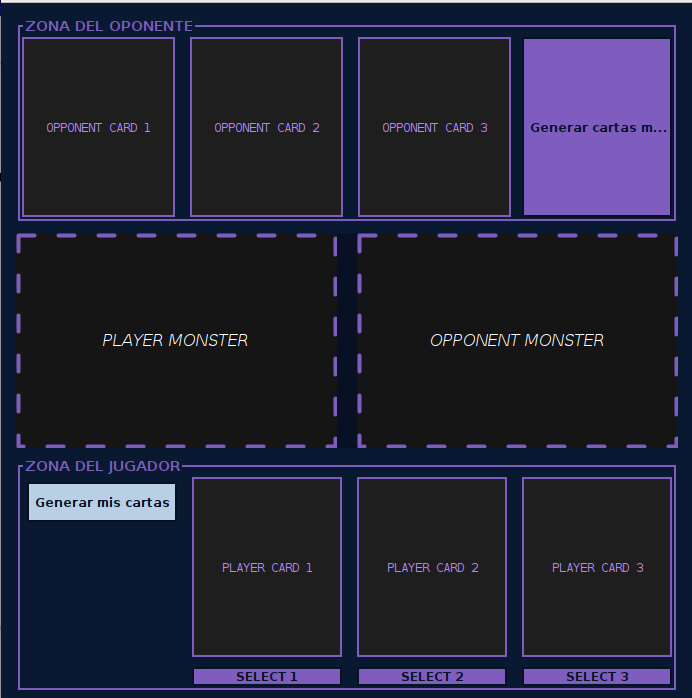 ZONA DEL OPONENTE
OPPONENT CARD 1
OPPONENT CARD 2
OPPONENT CARD 3
Generar cartas m...
PLAYER MONSTER
OPPONENT MONSTER
ZONA DEL JUGADOR
Generar mis cartas
PLAYER CARD 1
PLAYER CARD 2
PLAYER CARD 3
SELECT 1
SELECT 2
SELECT 3